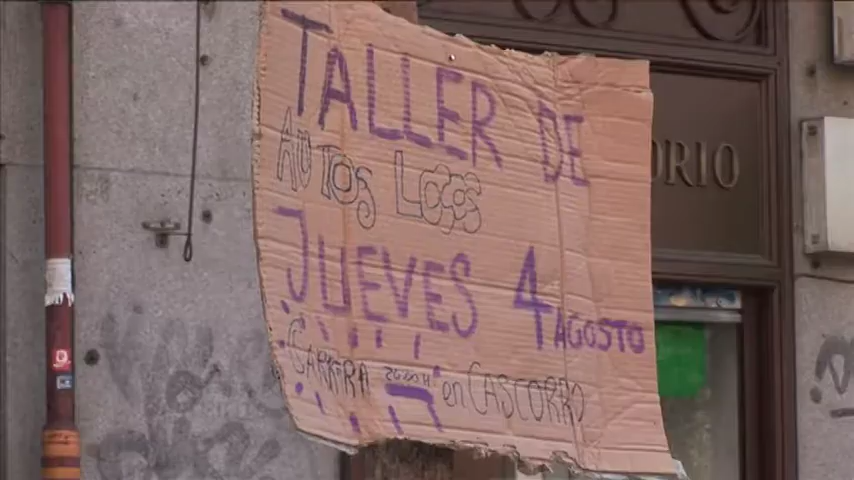 TALLER DE
AUTOS LOCOS
JUEVES 4 AGOSTO
CARRERA 20:00H en CASCORRO
ORIO